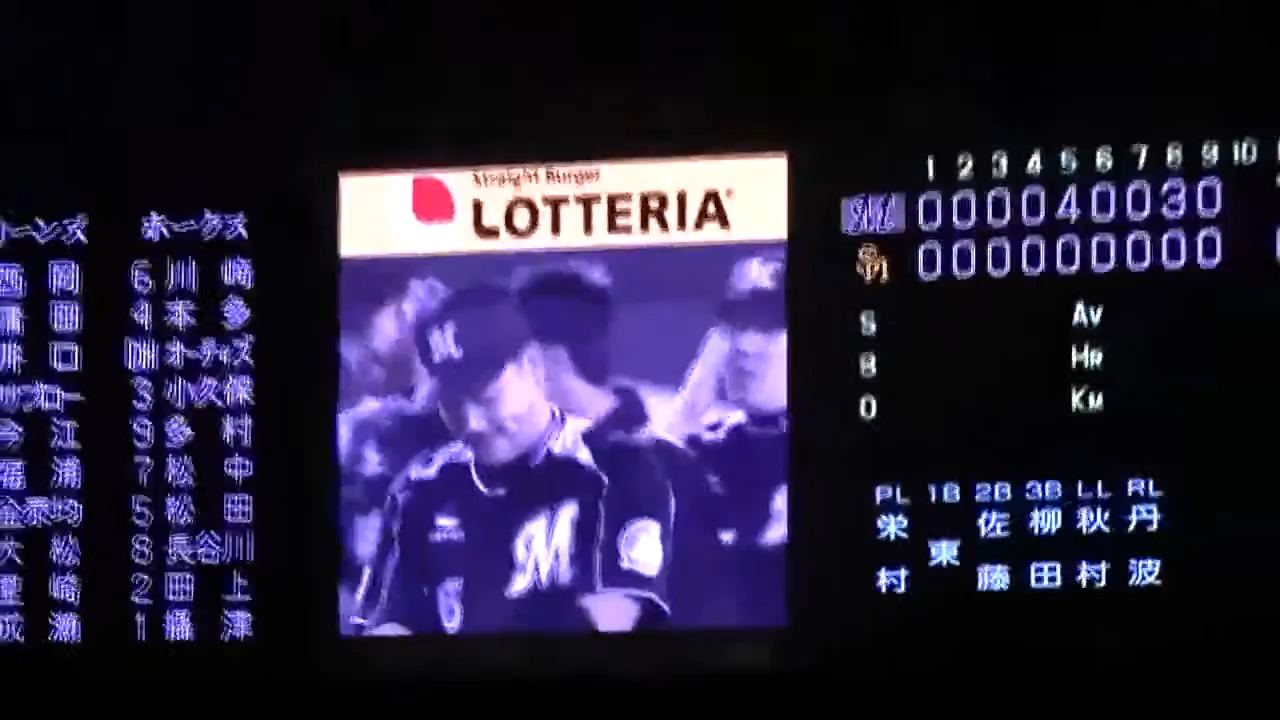 Straight Burger
LOTTERIA
1 2 3 4 5 6 7 8 9 10
M 0 0 0 0 4 0 0 3 0
SH 0 0 0 0 0 0 0 0 0
S Av
B HR
O KM
PL 1B 2B 3B LL RL
栄村 東 佐藤 柳田 秋村 丹波
ーンズ ホークス
西岡 6 川崎
4 本多
井口 DH オーティズ
サブロー 3 小久保
今江 9 多村
福浦 7 松中
金泰均 5 松田
大松 8 長谷川
里崎 2 田上
成瀬 1 攝津
M
M